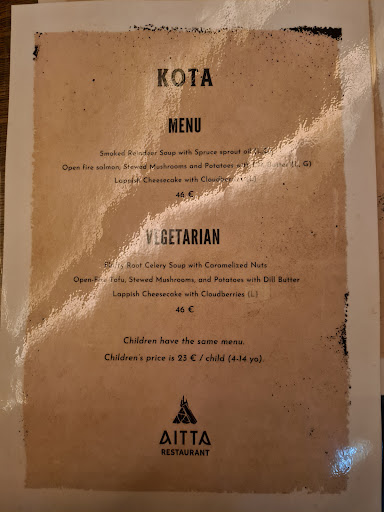 KOTA
MENU
Smoked Reindeer Soup with Spruce sprout
Open fire salmon, Stewed Mushrooms and Potatoes with Dill Butter (L, G)
Lappish Cheesecake with Cloudberries
46 €
VEGETARIAN
Root Celery Soup with Caramelized Nuts
Open-Fire Tofu, Stewed Mushrooms, and Potatoes with Dill Butter
Lappish Cheesecake with Cloudberries (L)
46 €
Children have the same menu.
Children's price is 23 € / child (4-14 yo).
AITTA
RESTAURANT